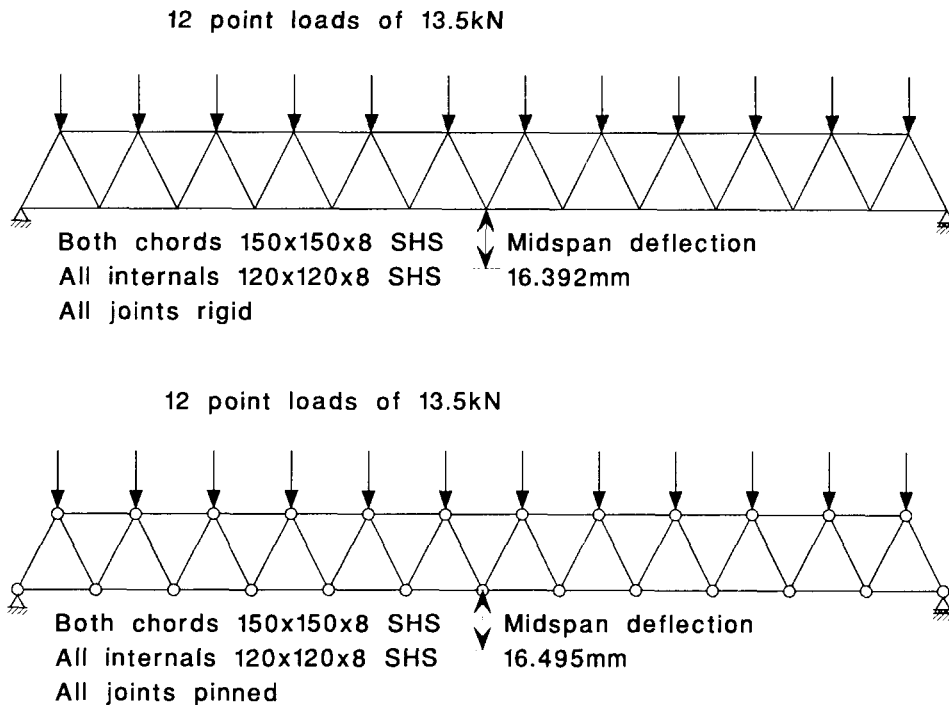 12 point loads of 13.5kN
Both chords 150x150x8 SHS
Midspan deflection
All internals 120x120x8 SHS
16.392mm
All joints rigid
12 point loads of 13.5kN
Both chords 150x150x8 SHS
Midspan deflection
All internals 120x120x8 SHS
16.495mm
All joints pinned